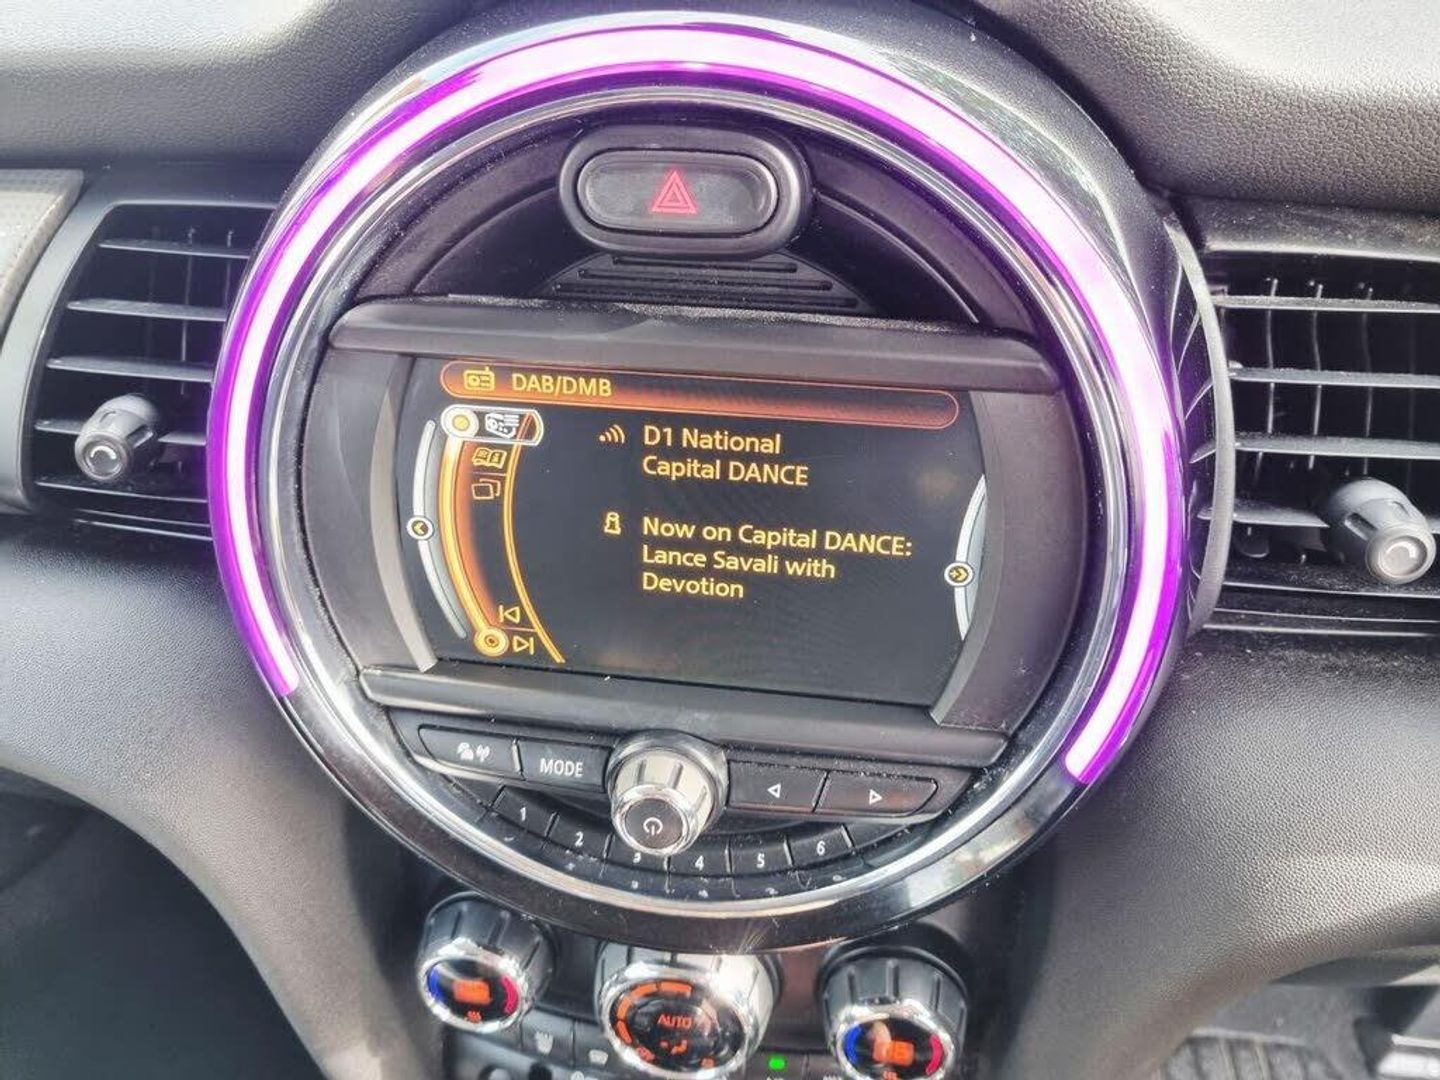 DAB/DMB
D1 National
Capital DANCE
Now on Capital DANCE:
Lance Savali with
Devotion
MODE
1 2 3 4 5 6
AUTO